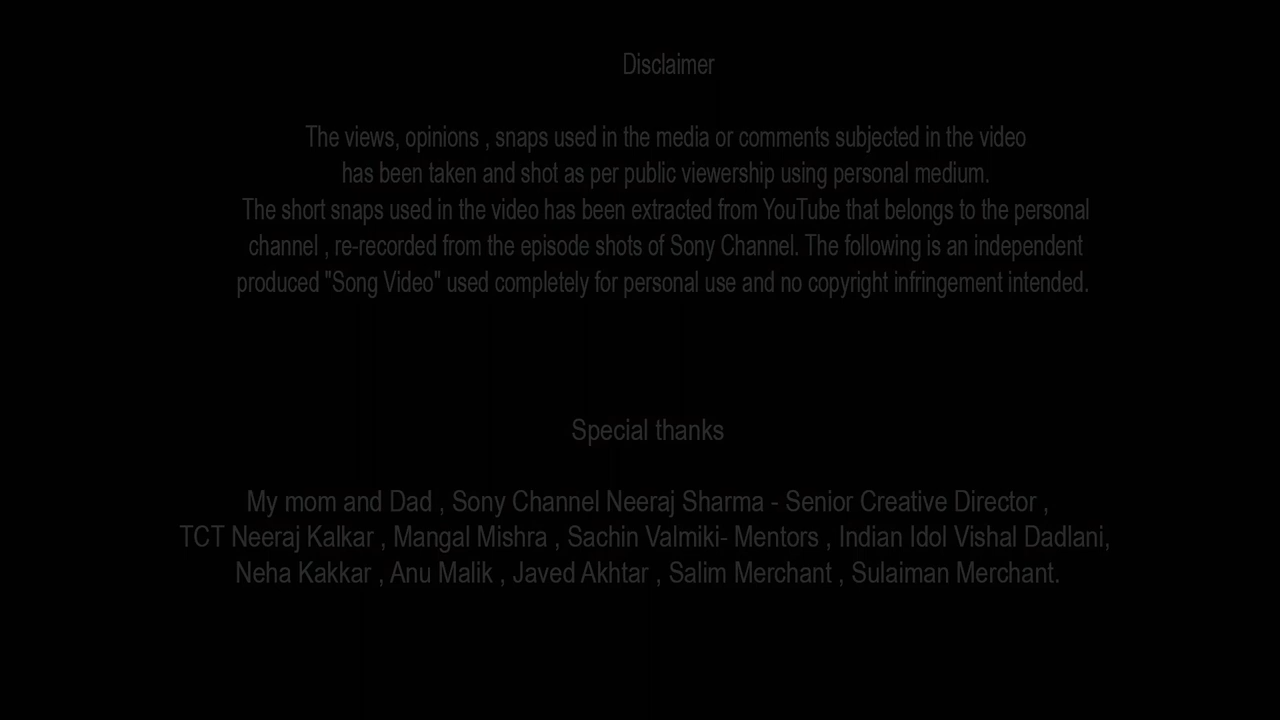 Disclaimer
The views, opinions , snaps used in the media or comments subjected in the video
has been taken and shot as per public viewership using personal medium.
The short snaps used in the video has been extracted from YouTube that belongs to the personal
channel , re-recorded from the episode shots of Sony Channel. The following is an independent
produced "Song Video" used completely for personal use and no copyright infringement intended.
Special thanks
My mom and Dad , Sony Channel Neeraj Sharma - Senior Creative Director ,
TCT Neeraj Kalkar , Mangal Mishra , Sachin Valmiki- Mentors , Indian Idol Vishal Dadlani,
Neha Kakkar , Anu Malik , Javed Akhtar , Salim Merchant , Sulaiman Merchant.